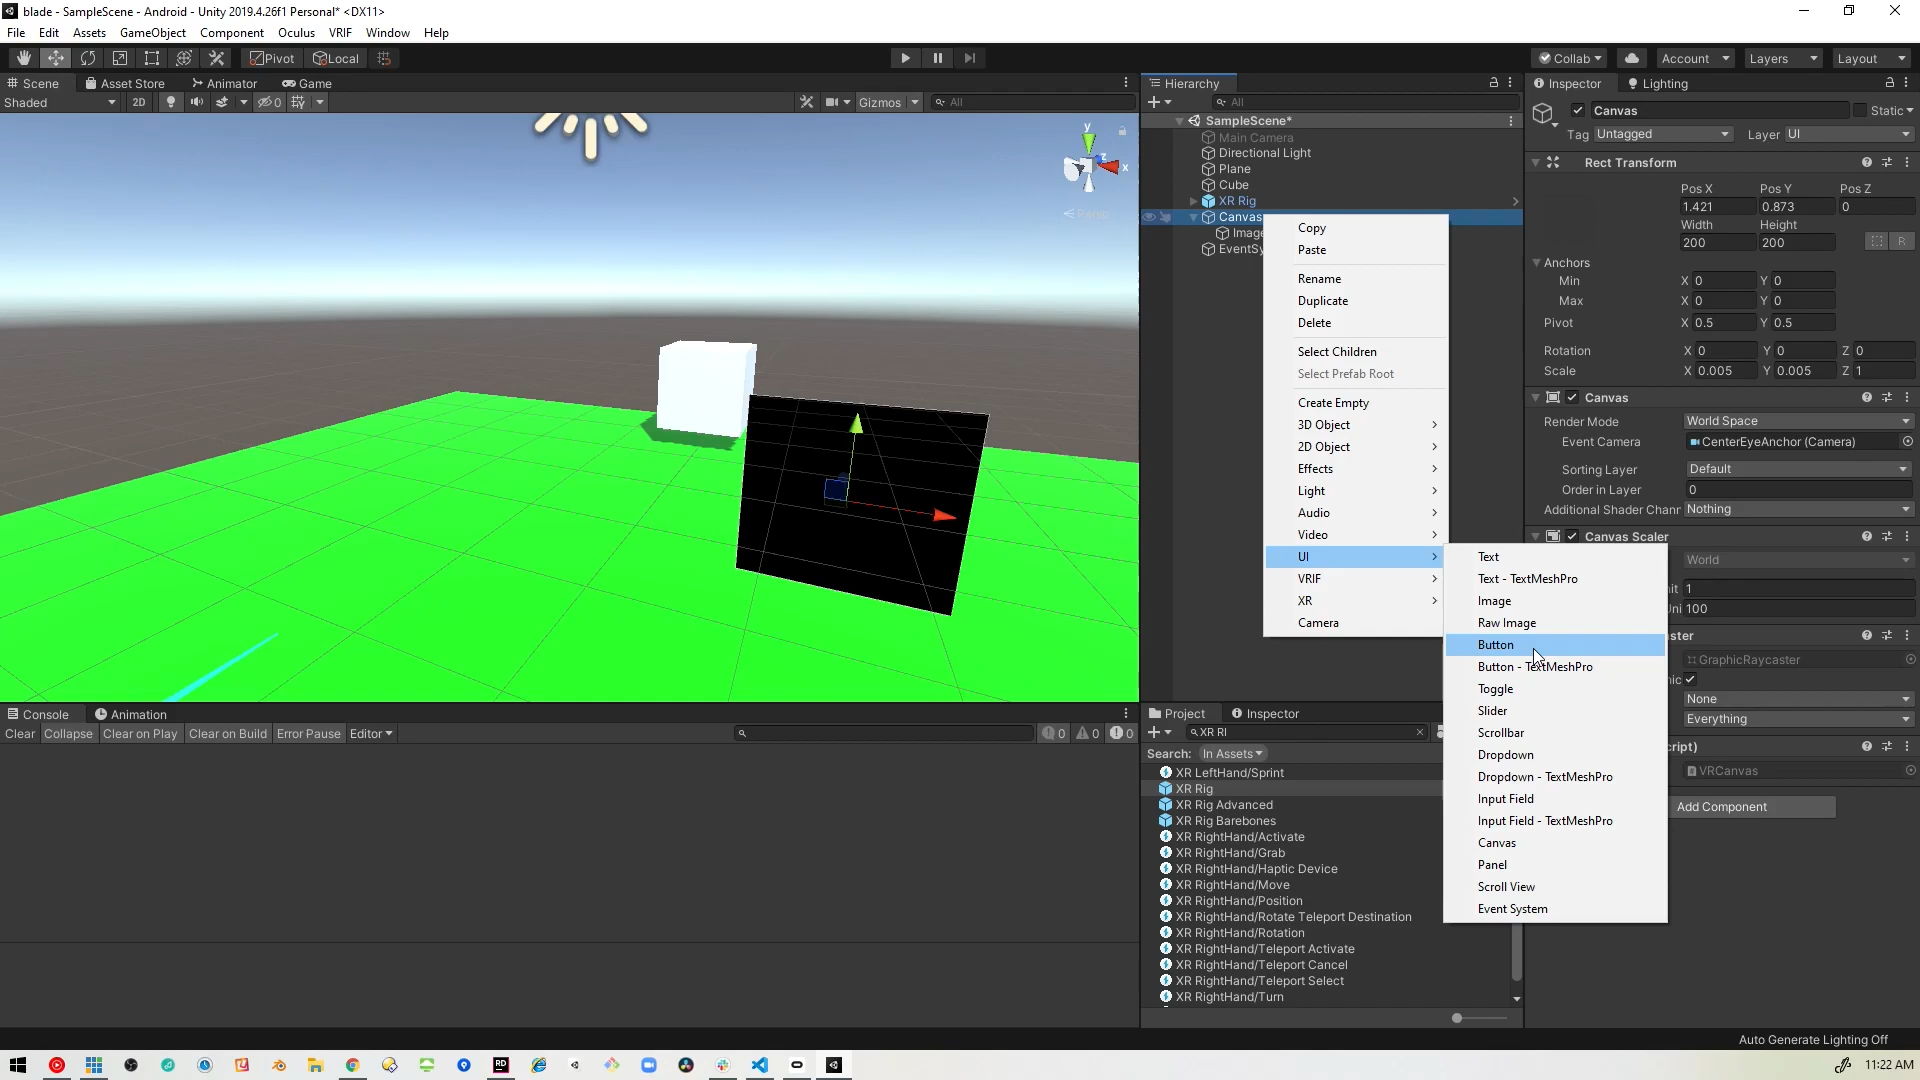 blade - SampleScene - Android - Unity 2019.4.26f1 Personal* <DX11>
File Edit Assets GameObject Component Oculus VRIF Window Help
Pivot Local Collab Account Layers Layout
Scene Asset Store Animator Game
Shaded 2D 0 Gizmos All
y
x
z
Persp
Hierarchy
All
SampleScene*
Main Camera
Directional Light
Plane
Cube
XR Rig
Canvas
Image
EventSy
Copy
Paste
Rename
Duplicate
Delete
Select Children
Select Prefab Root
Create Empty
3D Object
2D Object
Effects
Light
Audio
Video
UI
VRIF
XR
Camera
Text
Text - TextMeshPro
Image
Raw Image
Button
Button - TextMeshPro
Toggle
Slider
Scrollbar
Dropdown
Dropdown - TextMeshPro
Input Field
Input Field - TextMeshPro
Canvas
Panel
Scroll View
Event System
Inspector Lighting
Canvas Static
Tag Untagged Layer UI
Rect Transform
Pos X Pos Y Pos Z
1.421 0.873 0
Width Height
200 200 R
Anchors
Min X 0 Y 0
Max X 0 Y 0
Pivot X 0.5 Y 0.5
Rotation X 0 Y 0 Z 0
Scale X 0.005 Y 0.005 Z 1
Canvas
Render Mode World Space
Event Camera CenterEyeAnchor (Camera)
Sorting Layer Default
Order in Layer 0
Additional Shader Chanr Nothing
Canvas Scaler
World
it 1
Uni 100
ster
GraphicRaycaster
ic
None
Everything
cript)
VRCanvas
Add Component
Console Animation
Clear Collapse Clear on Play Clear on Build Error Pause Editor 0 0 0
Project Inspector
XR RI
Search: In Assets
XR LeftHand/Sprint
XR Rig
XR Rig Advanced
XR Rig Barebones
XR RightHand/Activate
XR RightHand/Grab
XR RightHand/Haptic Device
XR RightHand/Move
XR RightHand/Position
XR RightHand/Rotate Teleport Destination
XR RightHand/Rotation
XR RightHand/Teleport Activate
XR RightHand/Teleport Cancel
XR RightHand/Teleport Select
XR RightHand/Turn
Auto Generate Lighting Off
RD
11:22 AM